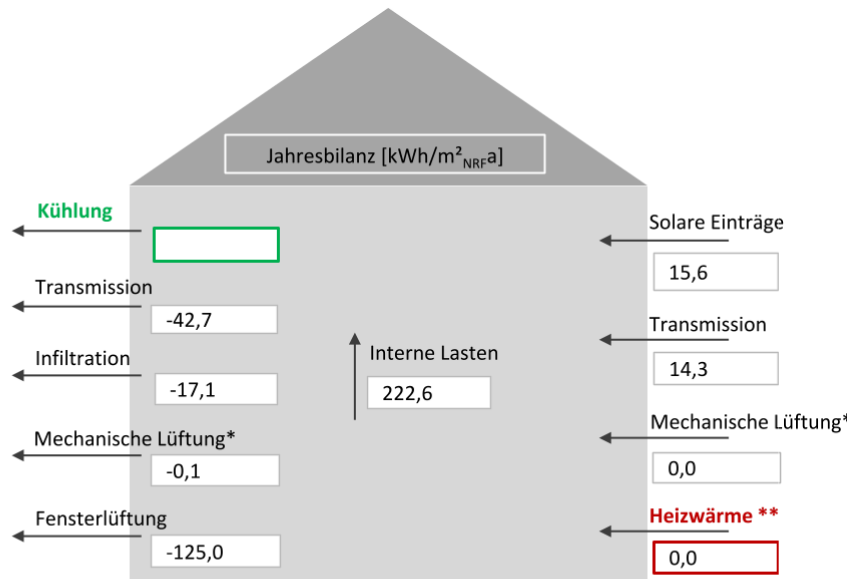 Jahresbilanz [kWh/m²NRFa]
Kühlung
Transmission
-42,7
Infiltration
-17,1
Mechanische Lüftung*
-0,1
Fensterlüftung
-125,0
Interne Lasten
222,6
Solare Einträge
15,6
Transmission
14,3
Mechanische Lüftung*
0,0
Heizwärme **
0,0